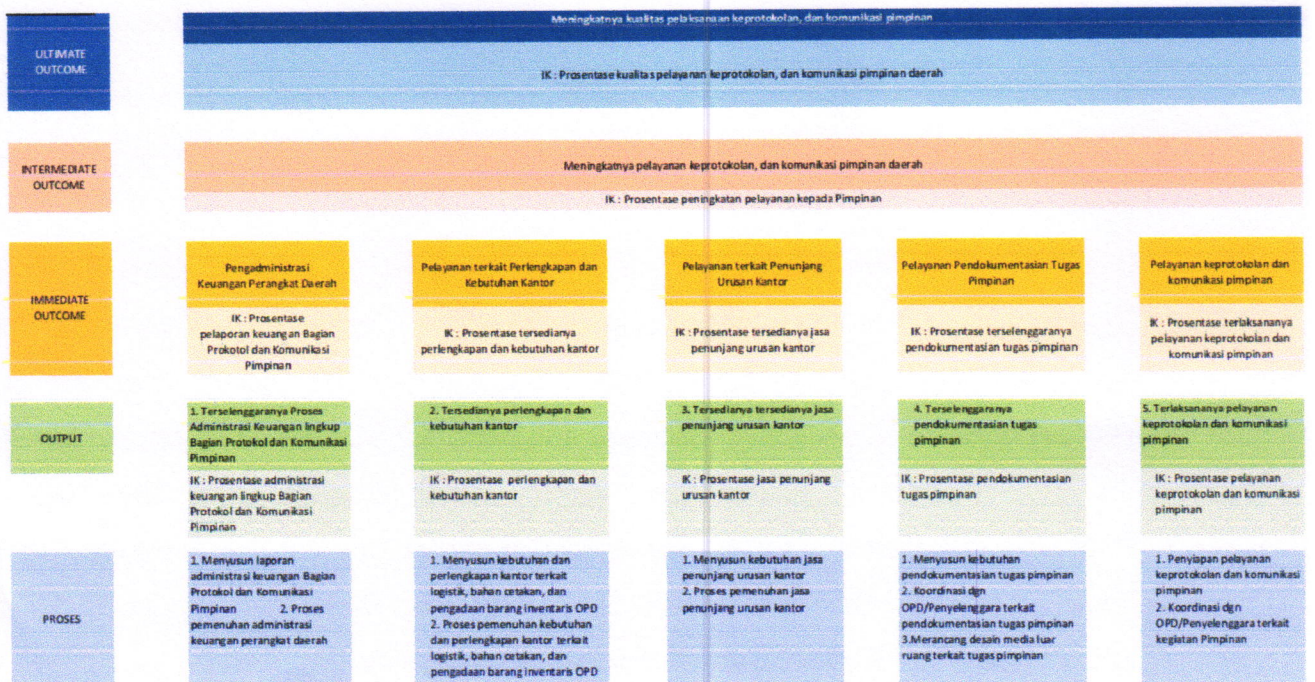 Meningkatnya kualitas pelaksanaan keprotokolan, dan komunikasi pimpinan
ULTIMATE
OUTCOME
IK : Prosentase kualitas pelayanan keprotokolan, dan komunikasi pimpinan daerah
INTERMEDIATE
OUTCOME
Meningkatnya pelayanan keprotokolan, dan komunikasi pimpinan daerah
IK : Prosentase peningkatan pelayanan kepada Pimpinan
IMMEDIATE
OUTCOME
Pengadministrasi
Keuangan Perangkat Daerah
IK : Prosentase
pelaporan keuangan Bagian
Prokotol dan Komunikasi
Pimpinan
Pelayanan terkait Perlengkapan dan
Kebutuhan Kantor
IK : Prosentase tersedianya
perlengkapan dan kebutuhan kantor
Pelayanan terkait Penunjang
Urusan Kantor
IK : Prosentase tersedianya jasa
penunjang urusan kantor
Pelayanan Pendokumentasian Tugas
Pimpinan
IK : Prosentase terselenggaranya
pendokumentasian tugas pimpinan
Pelayanan keprotokolan dan
komunikasi pimpinan
IK : Prosentase terlaksananya
pelayanan keprotokolan dan
komunikasi pimpinan
OUTPUT
1. Terselenggaranya Proses
Administrasi Keuangan lingkup
Bagian Protokol dan Komunikasi
Pimpinan
IK : Prosentase administrasi
keuangan lingkup Bagian
Protokol dan Komunikasi
Pimpinan
2. Tersedianya perlengkapan dan
kebutuhan kantor
IK : Prosentase perlengkapan dan
kebutuhan kantor
3. Tersedianya tersedianya jasa
penunjang urusan kantor
IK : Prosentase jasa penunjang
urusan kantor
4. Terselenggaranya
pendokumentasian tugas
pimpinan
IK : Prosentase pendokumentasian
tugas pimpinan
5. Terlaksananya pelayanan
keprotokolan dan komunikasi
pimpinan
IK : Prosentase pelayanan
keprotokolan dan komunikasi
pimpinan
PROSES
1. Menyusun laporan
administrasi keuangan Bagian
Protokol dan Komunikasi
Pimpinan 2. Proses
pemenuhan administrasi
keuangan perangkat daerah
1. Menyusun kebutuhan dan
perlengkapan kantor terkait
logistik, bahan cetakan, dan
pengadaan barang inventaris OPD
2. Proses pemenuhan kebutuhan
dan perlengkapan kantor terkait
logistik, bahan cetakan, dan
pengadaan barang inventaris OPD
1. Menyusun kebutuhan jasa
penunjang urusan kantor
2. Proses pemenuhan jasa
penunjang urusan kantor
1. Menyusun kebutuhan
pendokumentasian tugas pimpinan
2. Koordinasi dgn
OPD/Penyelenggara terkait
pendokumentasian tugas pimpinan
3.Merancang desain media luar
ruang terkait tugas pimpinan
1. Penyiapan pelayanan
keprotokolan dan komunikasi
pimpinan
2. Koordinasi dgn
OPD/Penyelenggara terkait
kegiatan Pimpinan